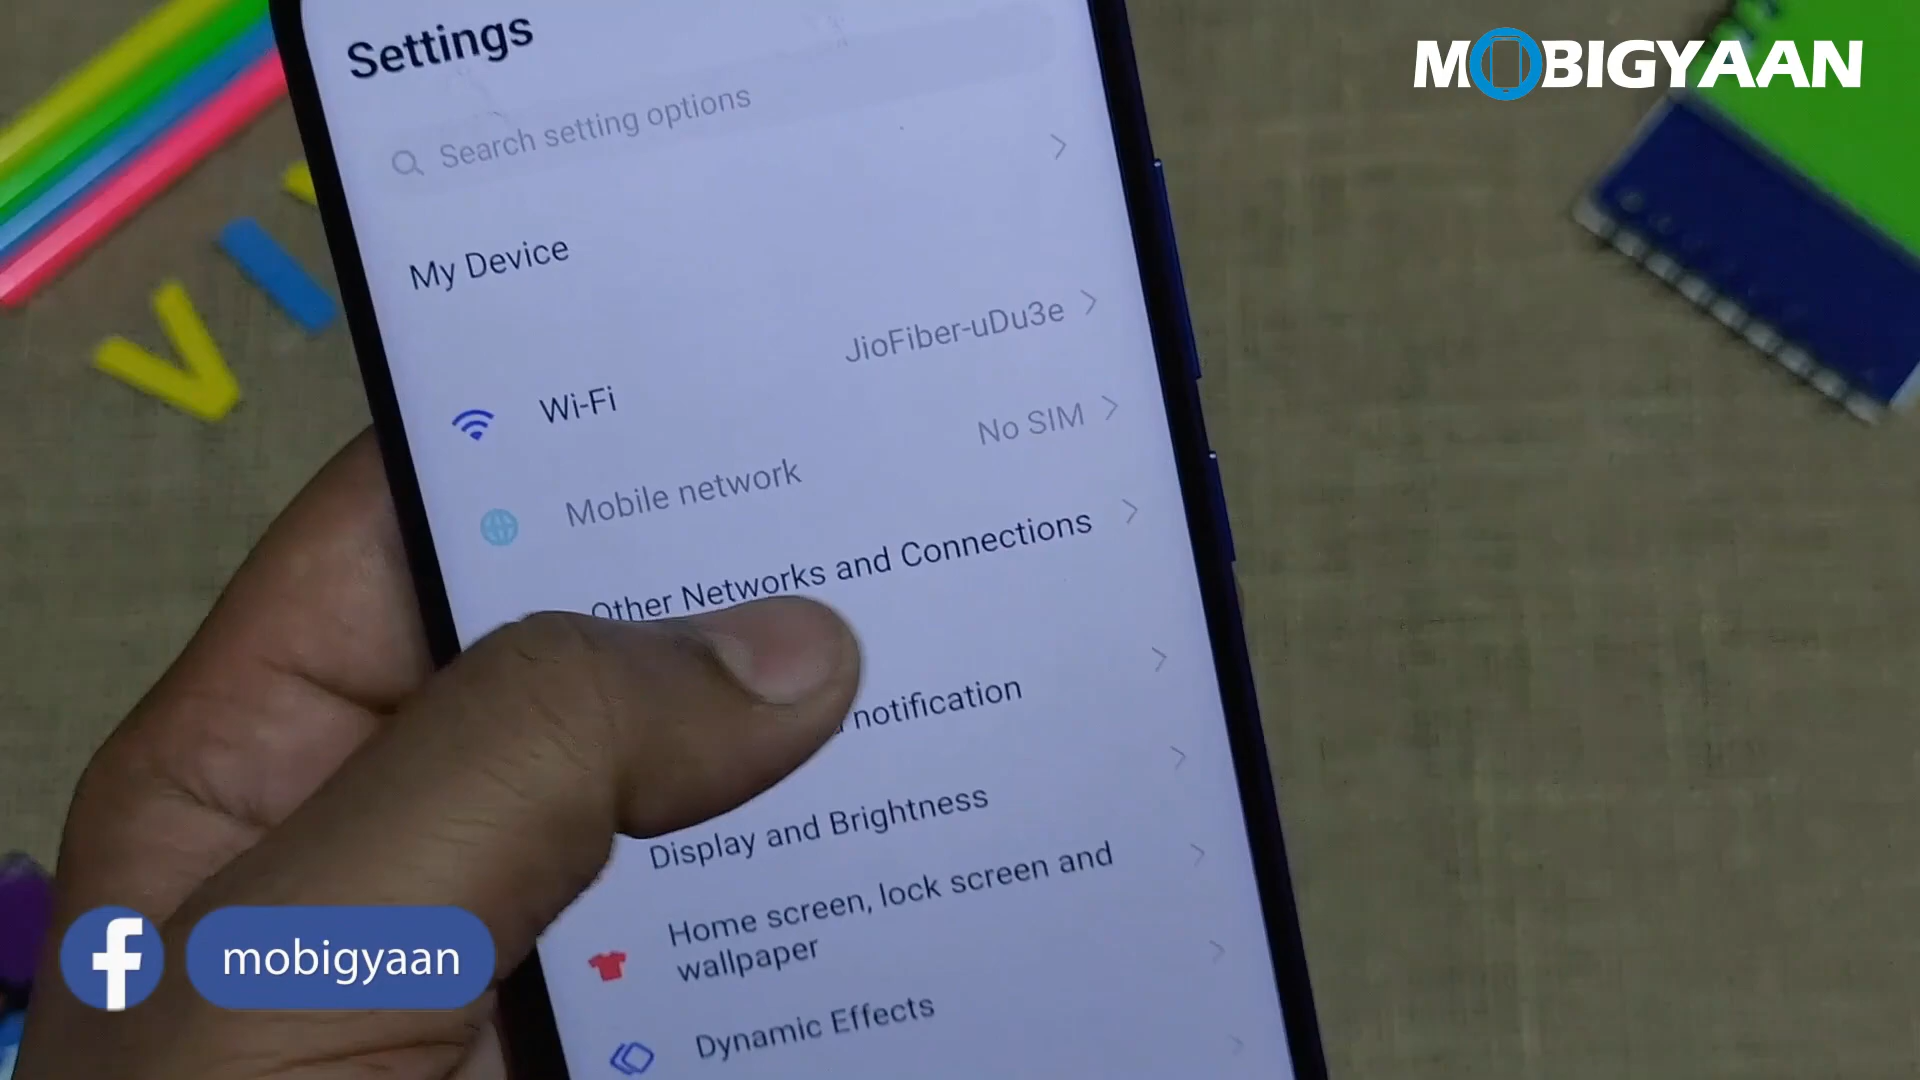 Settings
MOBIGYAAN
Search setting options
My Device
JioFiber-uDu3e
Wi-Fi
No SIM
Mobile network
Other Networks and Connections
notification
Display and Brightness
Home screen, lock screen and
wallpaper
mobigyaan
Dynamic Effects